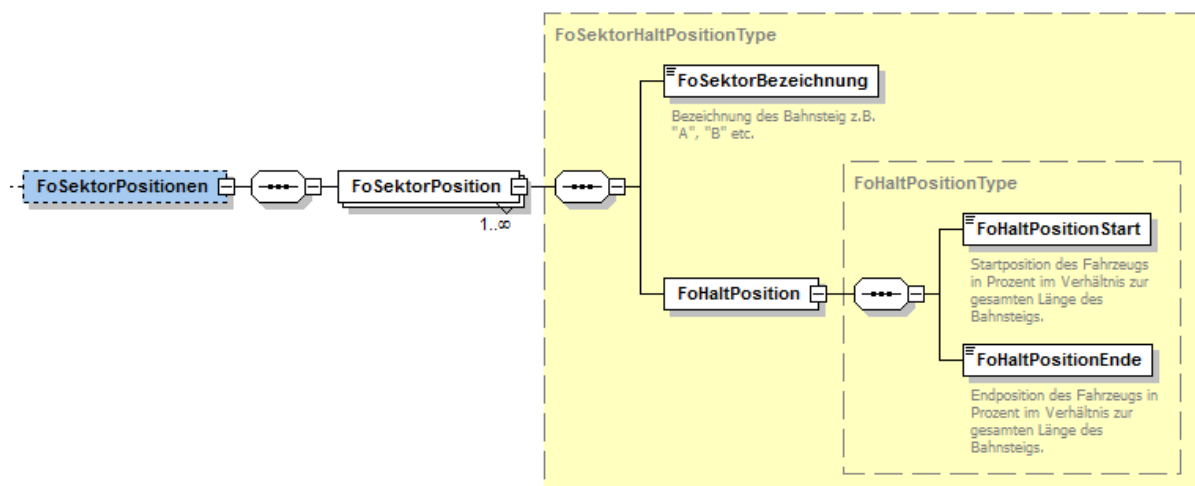 FoSektorHaltPositionType
FoSektorBezeichnung
Bezeichnung des Bahnsteig z.B.
"A", "B" etc.
FoSektorPositionen
FoSektorPosition
1..∞
FoHaltPosition
FoHaltPositionType
FoHaltPositionStart
Startposition des Fahrzeugs
in Prozent im Verhältnis zur
gesamten Länge des
Bahnsteigs.
FoHaltPositionEnde
Endposition des Fahrzeugs in
Prozent im Verhältnis zur
gesamten Länge des
Bahnsteigs.